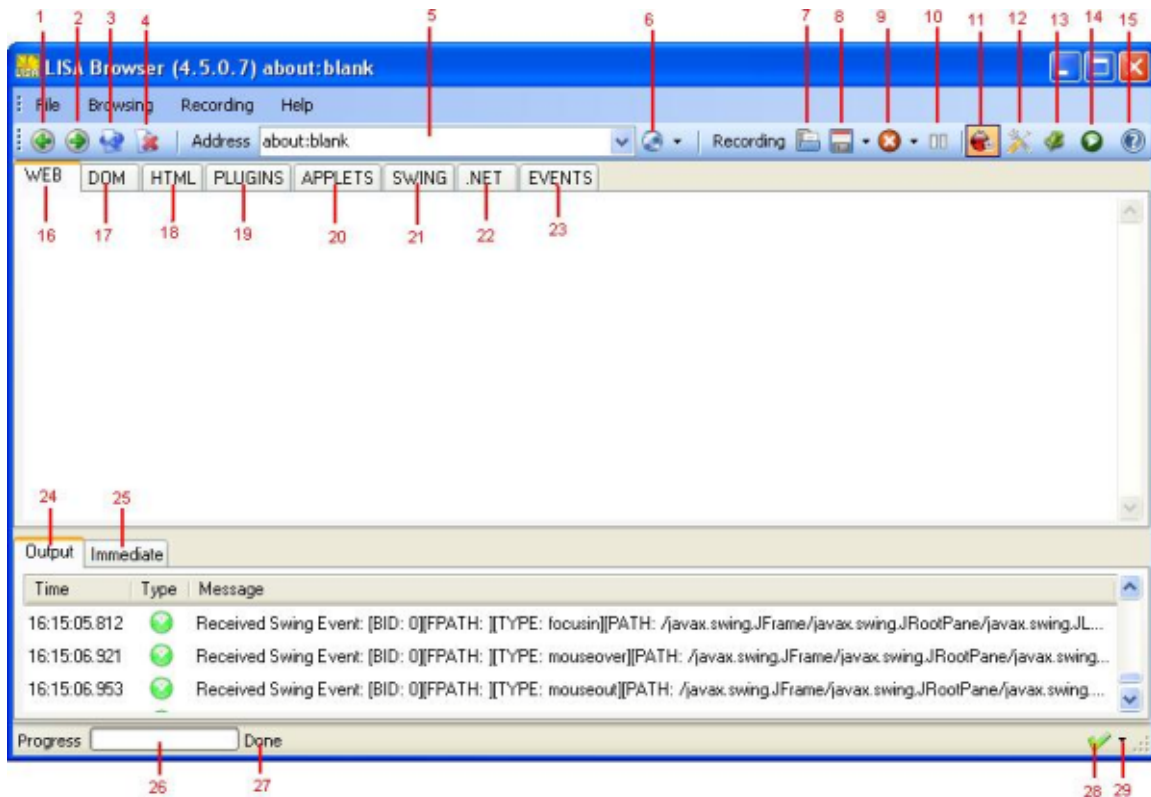 1 2 3 4 5 6 7 8 9 10 11 12 13 14 15
LISA Browser (4.5.0.7) about:blank
File Browsing Recording Help
Address about:blank Recording
WEB DOM HTML PLUGINS APPLETS SWING .NET EVENTS
16 17 18 19 20 21 22 23
24 25
Output Immediate
Time Type Message
16:15:05.812 Received Swing Event: [BID: 0][FPATH: ][TYPE: focusin][PATH: /javax.swing.JFrame/javax.swing.JRootPane/javax.swing.JL...
16:15:06.921 Received Swing Event: [BID: 0][FPATH: ][TYPE: mouseover][PATH: /javax.swing.JFrame/javax.swing.JRootPane/javax.swing...
16:15:06.953 Received Swing Event: [BID: 0][FPATH: ][TYPE: mouseout][PATH: /javax.swing.JFrame/javax.swing.JRootPane/javax.swing....
Progress Done
26 27 28 29